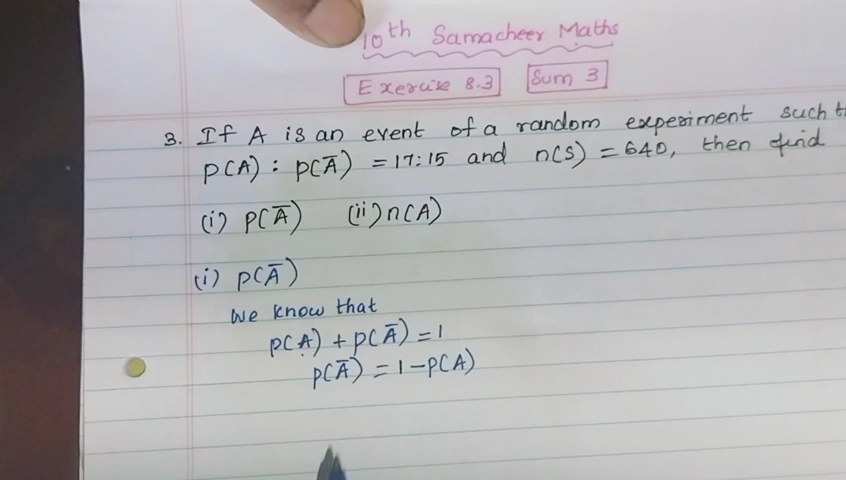 10th Samacheer Maths
Exercise 8.3 Sum 3
3. If A is an event of a random experiment such
P(A) : P(Ā) = 17:15 and n(S) = 640, then find
(i) P(Ā) (ii) n(A)
(i) P(Ā)
We know that
P(A) + P(Ā) = 1
P(Ā) = 1 - P(A)